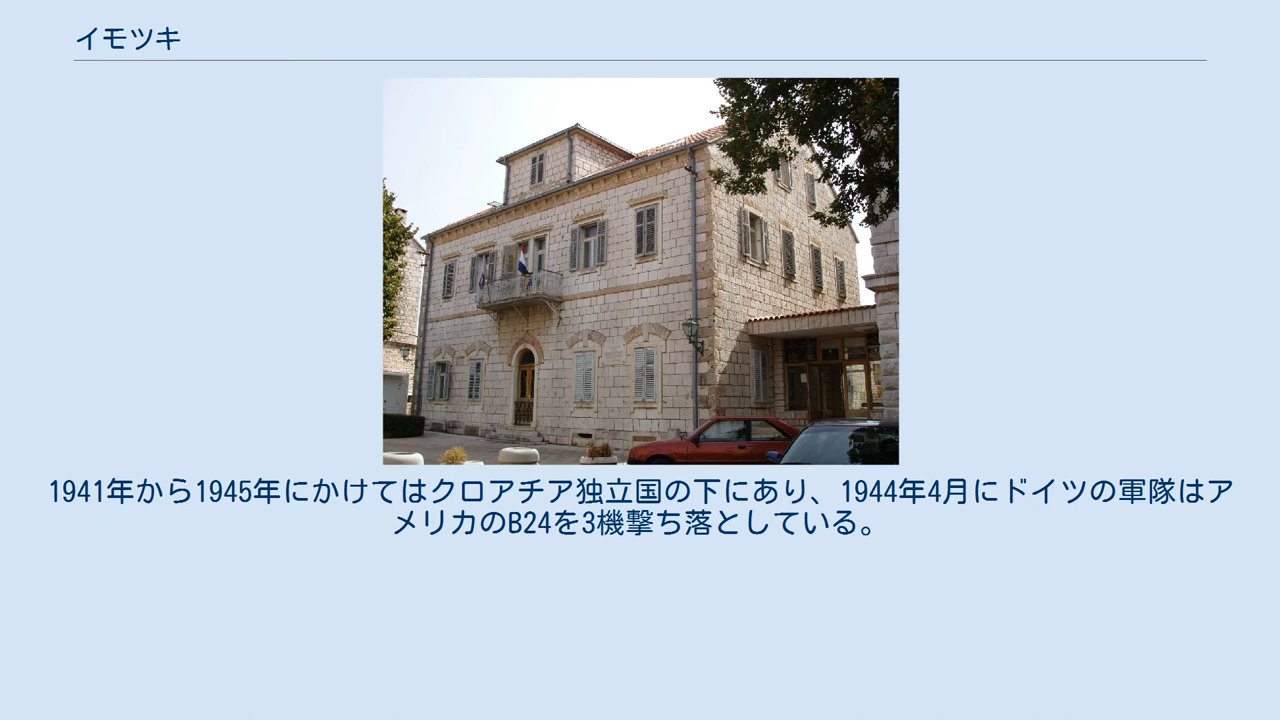 イモツキ
1941年から1945年にかけてはクロアチア独立国の下にあり、1944年4月にドイツの軍隊はア
メリカのB24を3機撃ち落としている。